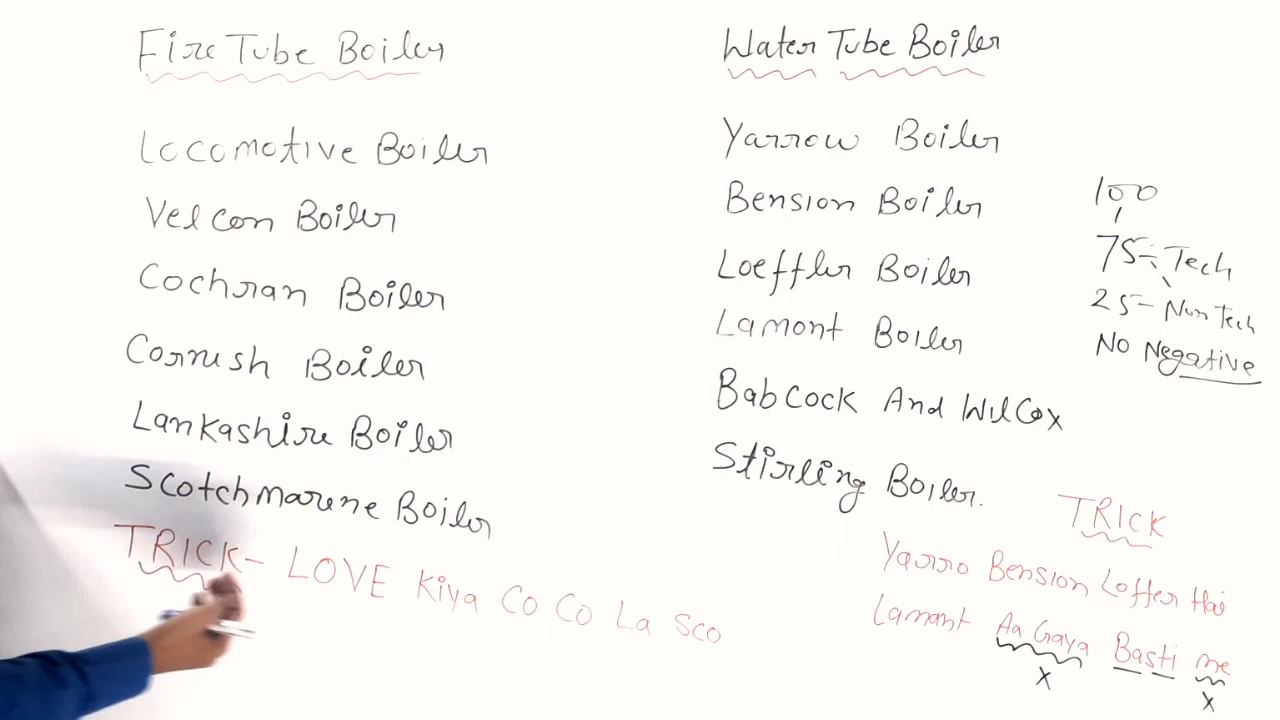 Fire Tube Boiler
Locomotive Boiler
Velcon Boiler
Cochran Boiler
Cornish Boiler
Lankashire Boiler
Scotchmarene Boiler
TRICK- LOVE Kiya Co Co La Sco
Water Tube Boiler
Yarrow Boiler
Bension Boiler
Loeffler Boiler
Lamont Boiler
Babcock And Wilcox
Stirling Boiler.
100
75- Tech
25- Non Tech
No Negative
TRICK
Yarro Bension Loffer Hai
Lamont Aa Gaya Basti me
x x